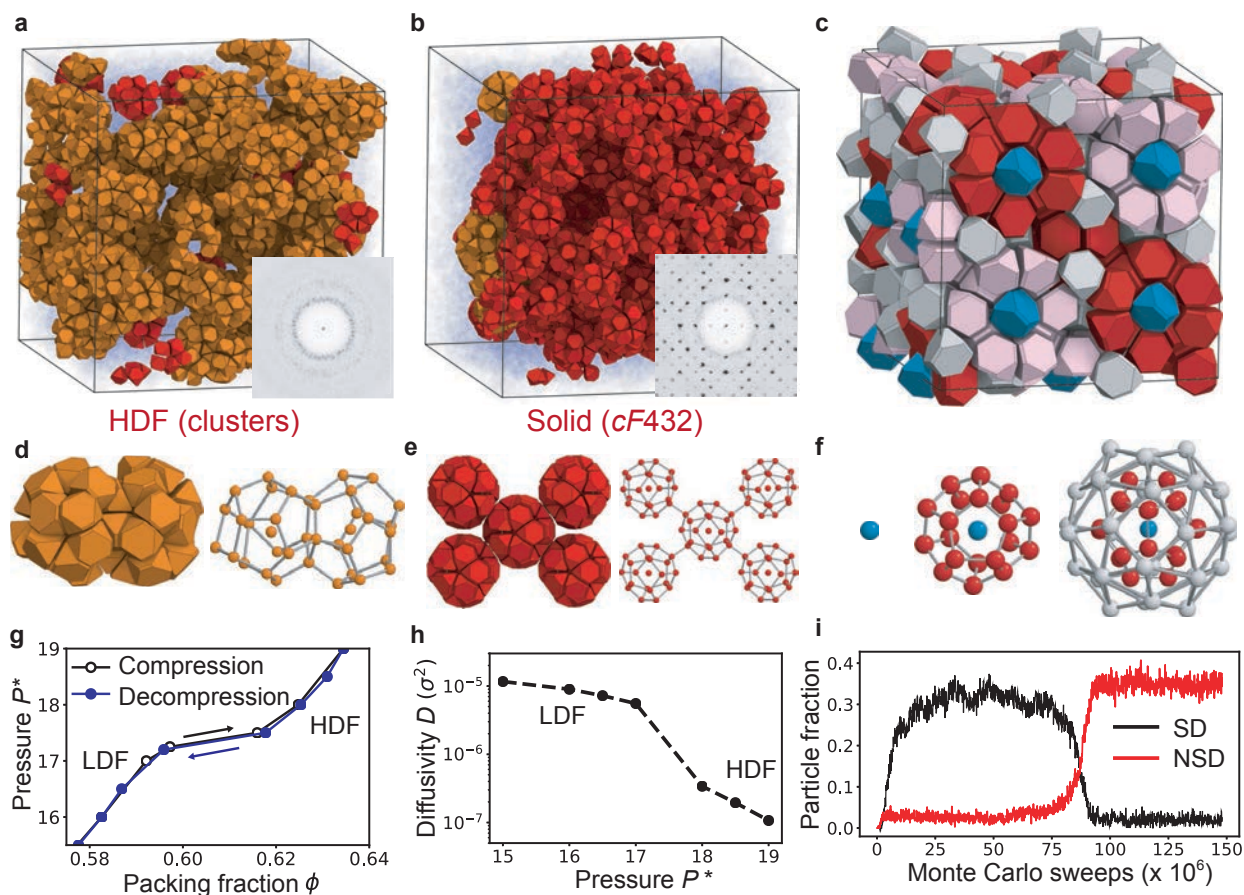 a
b
c
HDF (clusters)
Solid (cF432)
d
e
f
g
19
18
17
16
Pressure P*
Compression
Decompression
LDF
HDF
0.58
0.60
0.62
0.64
Packing fraction ϕ
h
Diffusivity D (σ²)
10⁻⁵
10⁻⁶
10⁻⁷
LDF
HDF
15
16
17
18
19
Pressure P*
i
Particle fraction
0.4
0.3
0.2
0.1
0.0
SD
NSD
0
25
50
75
100
125
150
Monte Carlo sweeps (x 10⁶)